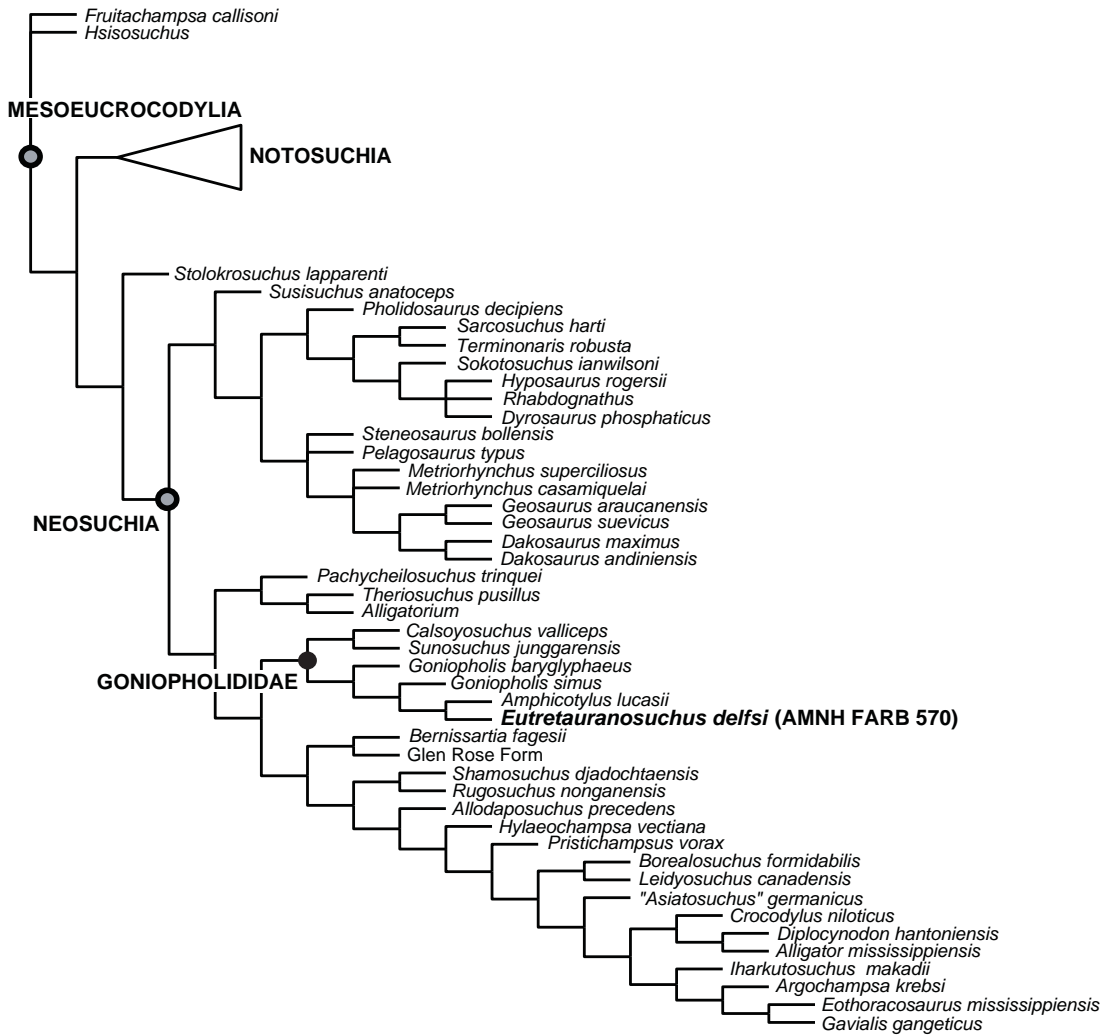 Fruitachampsa callisoni
Hsisosuchus
MESOEUCROCODYLIA
NOTOSUCHIA
Stolokrosuchus lapparenti
Susisuchus anatoceps
Pholidosaurus decipiens
Sarcosuchus harti
Terminonaris robusta
Sokotosuchus ianwilsoni
Hyposaurus rogersii
Rhabdognathus
Dyrosaurus phosphaticus
Steneosaurus bollensis
Pelagosaurus typus
Metriorhynchus superciliosus
Metriorhynchus casamiquelai
Geosaurus araucanensis
Geosaurus suevicus
NEOSUCHIA
Dakosaurus maximus
Dakosaurus andiniensis
Pachycheilosuchus trinquei
Theriosuchus pusillus
Alligatorium
Calsoyosuchus valliceps
Sunosuchus junggarensis
Goniopholis baryglyphaeus
GONIOPHOLIDIDAE
Goniopholis simus
Amphicotylus lucasii
Eutretauranosuchus delfsi (AMNH FARB 570)
Bernissartia fagesii
Glen Rose Form
Shamosuchus djadochtaensis
Rugosuchus nonganensis
Allodaposuchus precedens
Hylaeochampsa vectiana
Pristichampsus vorax
Borealosuchus formidabilis
Leidyosuchus canadensis
"Asiatosuchus" germanicus
Crocodylus niloticus
Diplocynodon hantoniensis
Alligator mississippiensis
Iharkutosuchus makadii
Argochampsa krebsi
Eothoracosaurus mississippiensis
Gavialis gangeticus